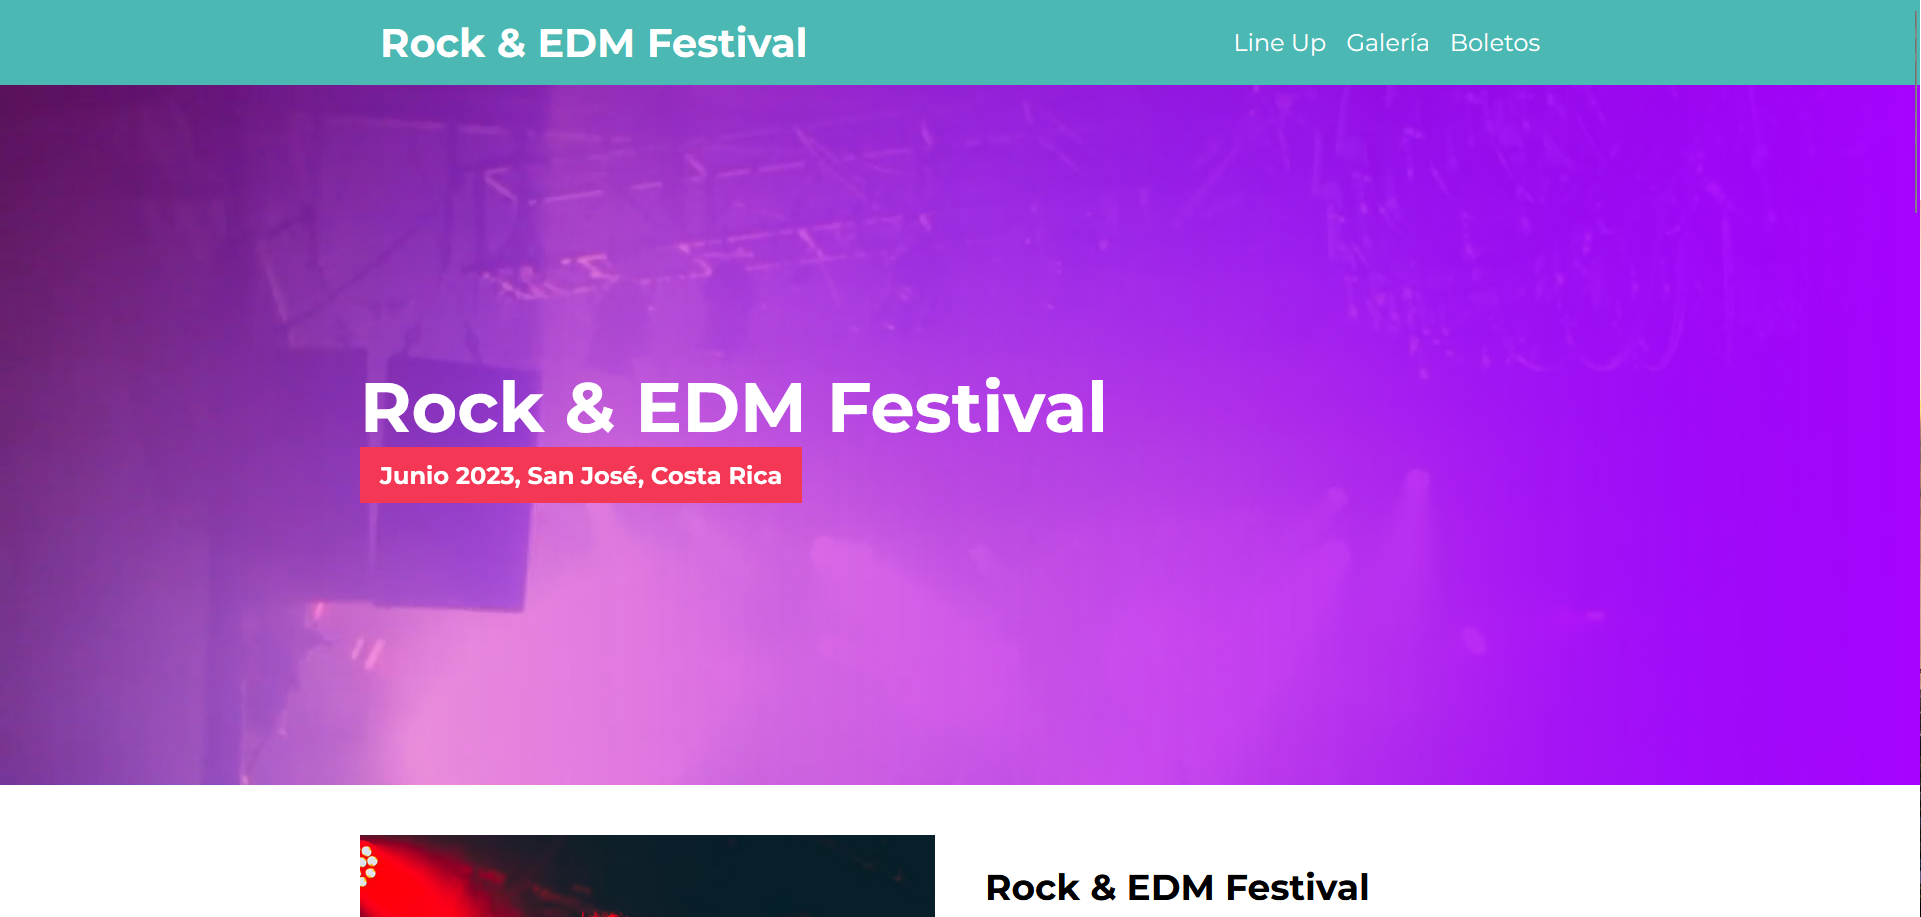 Rock & EDM Festival
Line Up Galería Boletos
Rock & EDM Festival
Junio 2023, San José, Costa Rica
Rock & EDM Festival